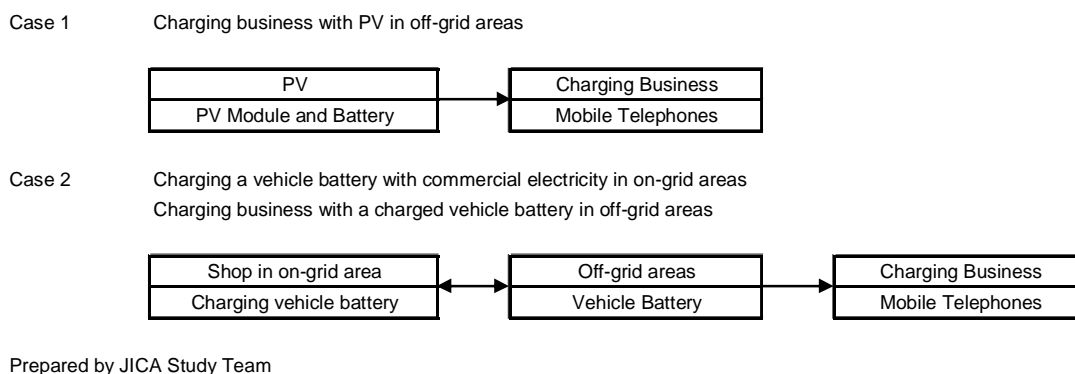 Case 1 Charging business with PV in off-grid areas
PV Charging Business
PV Module and Battery Mobile Telephones
Case 2 Charging a vehicle battery with commercial electricity in on-grid areas
Charging business with a charged vehicle battery in off-grid areas
Shop in on-grid area Off-grid areas Charging Business
Charging vehicle battery Vehicle Battery Mobile Telephones
Prepared by JICA Study Team